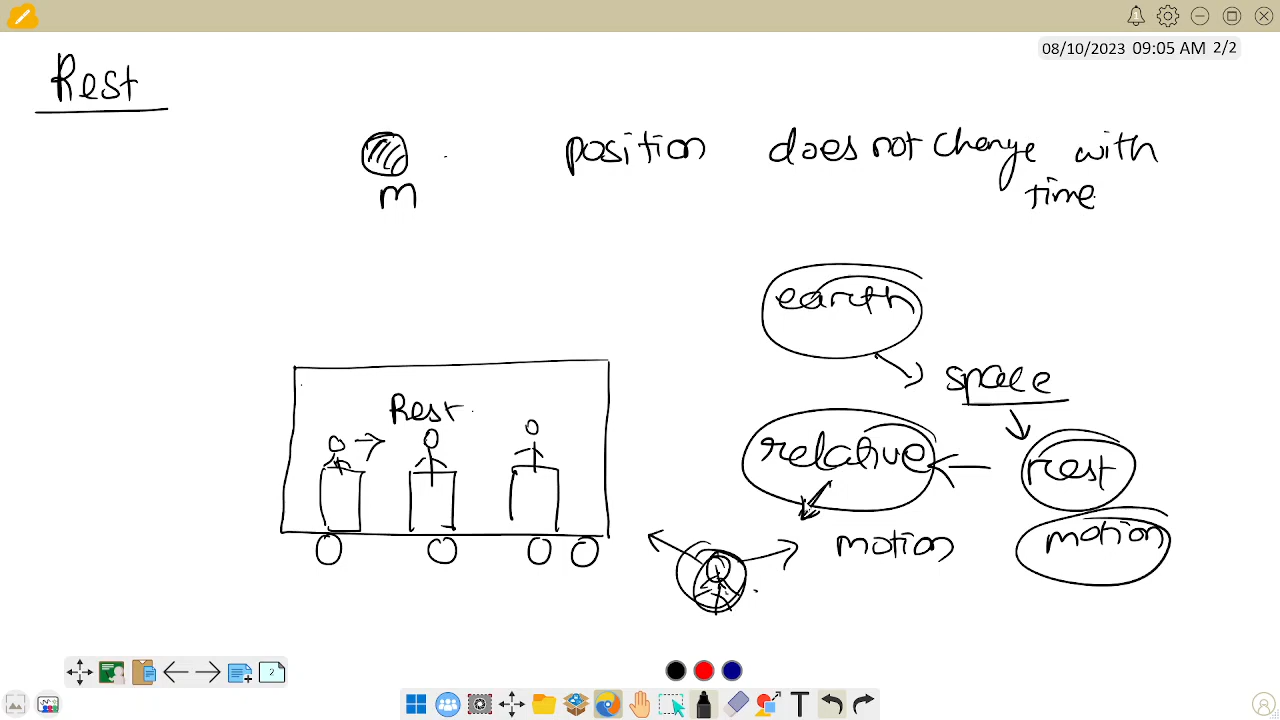 08/10/2023 09:05 AM 2/2
Rest
position does not change with
time
m
earth
space
Rest
relative
rest
motion
motion
2
T